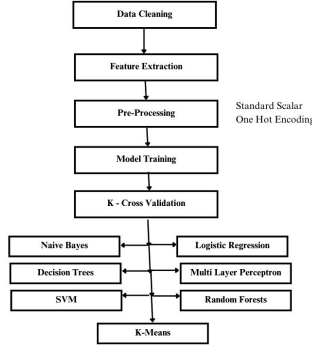 Data Cleaning
Feature Extraction
Pre-Processing
Standard Scalar
One Hot Encoding
Model Training
K - Cross Validation
Naive Bayes
Logistic Regression
Decision Trees
Multi Layer Perceptron
SVM
Random Forests
K-Means